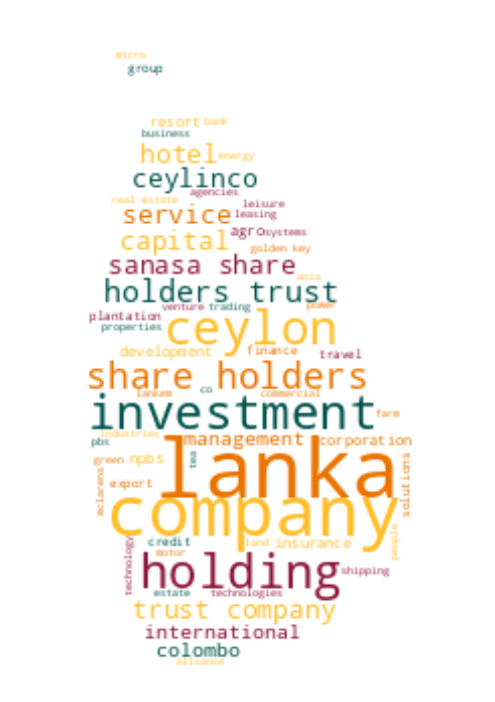 micro
group
resort bank
business
hotel energy
ceylinco
agencies
real estate leisure
service leasing
agro systems
capital golden key
sanasa share
asia
holders trust
venture trading power
plantation
properties ceylon
development finance travel
share holders
co
lankem commercial
investment farm
industries
pbs management corporation
lanka
green npbs tea
mclarens export solutions
company
credit land insurance people
motor
technology holding shipping
estate technologies
trust company
international
colombo
alliance